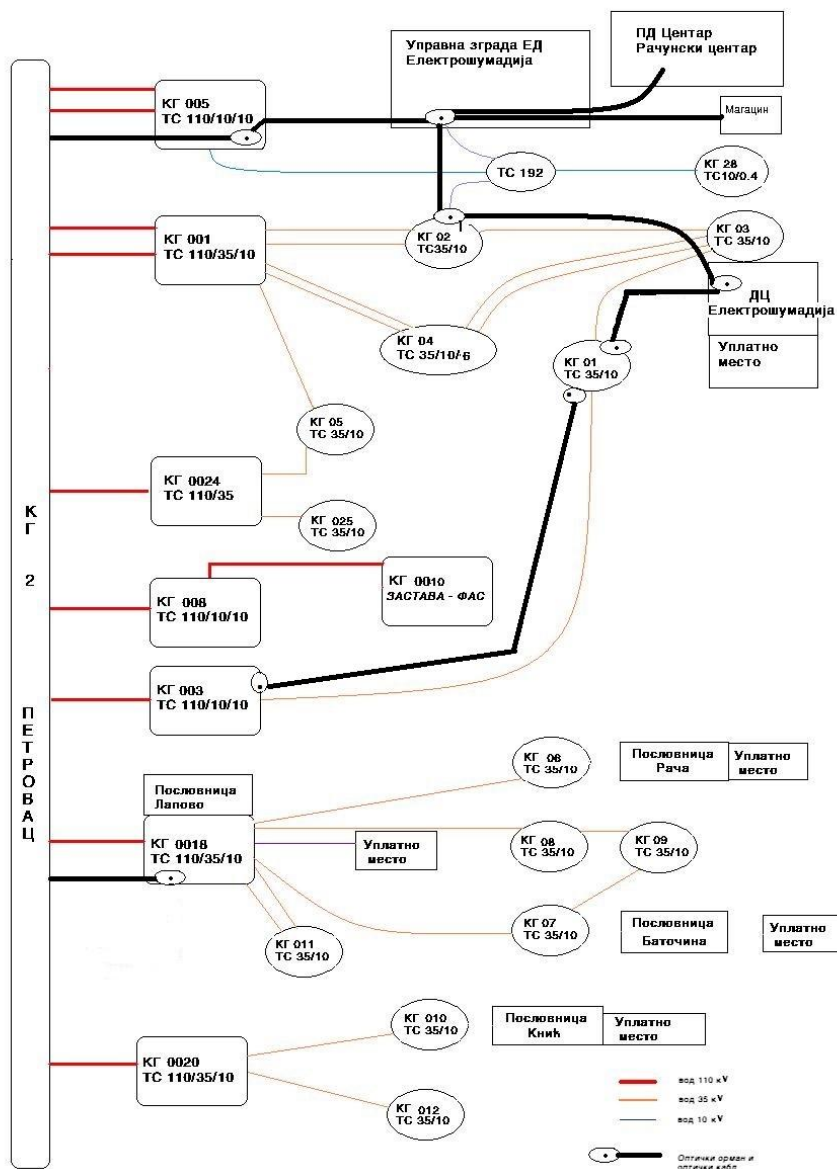 Управна зграда ЕД
Електрошумадија
ПД Центар
Рачунски центар
Магацин
КГ 005
ТС 110/10/10
ТС 192
КГ 28
ТС10/0.4
КГ 001
ТС 110/35/10
КГ 02
ТС35/10
КГ 03
ТС 35/10
ДЦ
Електрошумадија
Уплатно
место
КГ 04
ТС 35/10/-6
КГ 01
ТС 35/10
КГ 05
ТС 35/10
КГ 0024
ТС 110/35
КГ 025
ТС 35/10
КГ 2 ПЕТРОВАЦ
КГ 008
ТС 110/10/10
КГ 0010
ЗАСТАВА - ФАС
КГ 003
ТС 110/10/10
КГ 06
ТС 35/10
Пословница
Рача
Уплатно
место
Пословница
Лапово
КГ 0018
ТС 110/35/10
Уплатно
место
КГ 08
ТС 35/10
КГ 09
ТС 35/10
КГ 011
ТС 35/10
КГ 07
ТС 35/10
Пословница
Баточина
Уплатно
место
КГ 010
ТС 35/10
Пословница
Кнић
Уплатно
место
КГ 0020
ТС 110/35/10
КГ 012
ТС 35/10
вод 110 кV
вод 35 кV
вод 10 кV
Оптички орман и
оптички кабл